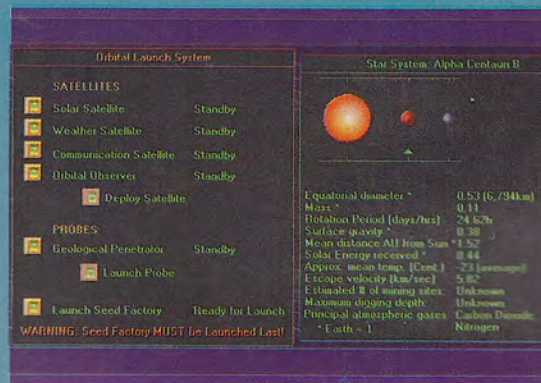 Orbital Launch System
SATELLITES
Solar Satellite Standby
Weather Satellite Standby
Communication Satellite Standby
Orbital Observer Standby
Deploy Satellite
PROBES
Geological Penetrator Standby
Launch Probe
Launch Seed Factory Ready for Launch
WARNING: Seed Factory MUST be Launched Last!
Star System: Alpha Centauri B
Equatorial diameter * 0.53 (6,794km)
Mass * 0.11
Rotation Period (days/hrs) 24.62h
Surface gravity * 0.38
Mean distance AU from Sun * 1.52
Solar Energy received * 0.44
Approx. mean temp. (Cent.) -23 (average)
Escape velocity (km/sec) 5.02
Estimated # of mining sites: Unknown
Maximum digging depth: Unknown
Principal atmospheric gases: Carbon Dioxide
* Earth = 1 Nitrogen